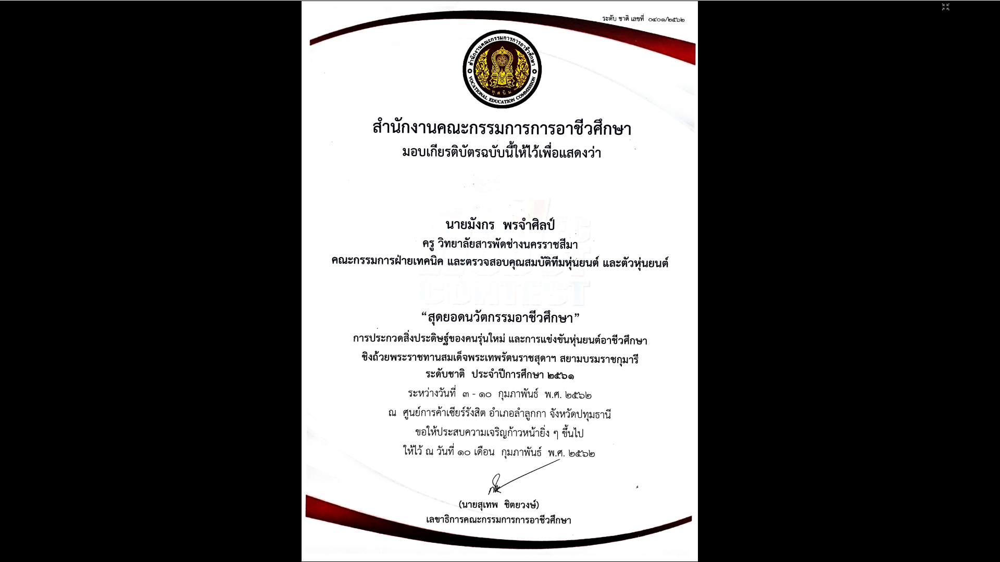 ระดับ ชาติ เลขที่ ๐๔๐๑/๒๕๖๒
สำนักงานคณะกรรมการการอาชีวศึกษา
VOCATIONAL EDUCATION COMMISSION
ทุ ส นิ ม
สำนักงานคณะกรรมการการอาชีวศึกษา
มอบเกียรติบัตรฉบับนี้ให้ไว้เพื่อแสดงว่า
นายมังกร พรจำศิลป์
ครู วิทยาลัยสารพัดช่างนครราชสีมา
คณะกรรมการฝ่ายเทคนิค และตรวจสอบคุณสมบัติทีมหุ่นยนต์ และตัวหุ่นยนต์
CONTEST
“สุดยอดนวัตกรรมอาชีวศึกษา”
การประกวดสิ่งประดิษฐ์ของคนรุ่นใหม่ และการแข่งขันหุ่นยนต์อาชีวศึกษา
ชิงถ้วยพระราชทานสมเด็จพระเทพรัตนราชสุดาฯ สยามบรมราชกุมารี
ระดับชาติ ประจำปีการศึกษา ๒๕๖๑
ระหว่างวันที่ ๓ - ๑๐ กุมภาพันธ์ พ.ศ. ๒๕๖๒
ณ ศูนย์การค้าเซียร์รังสิต อำเภอลำลูกกา จังหวัดปทุมธานี
ขอให้ประสบความเจริญก้าวหน้ายิ่ง ๆ ขึ้นไป
ให้ไว้ ณ วันที่ ๑๐ เดือน กุมภาพันธ์ พ.ศ. ๒๕๖๒
(นายสุเทพ ชิตยวงษ์)
เลขาธิการคณะกรรมการการอาชีวศึกษา